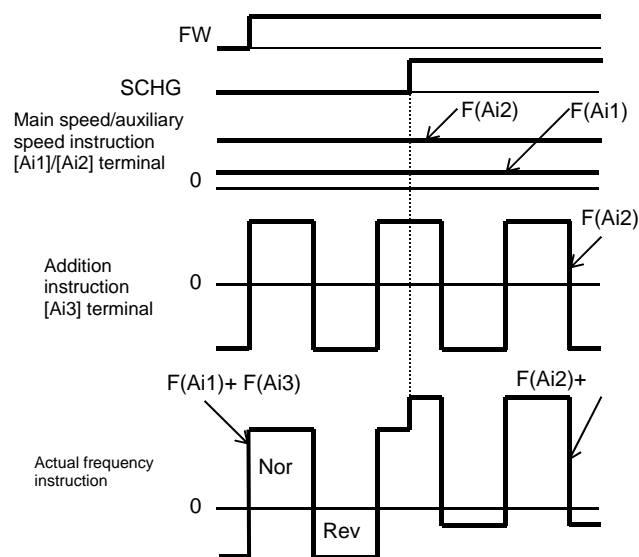 FW
SCHG
Main speed/auxiliary
speed instruction
[Ai1]/[Ai2] terminal
F(Ai2)
F(Ai1)
0
Addition
instruction
[Ai3] terminal
0
F(Ai2)
F(Ai1)+ F(Ai3)
F(Ai2)+
Actual frequency
instruction
Nor
0
Rev